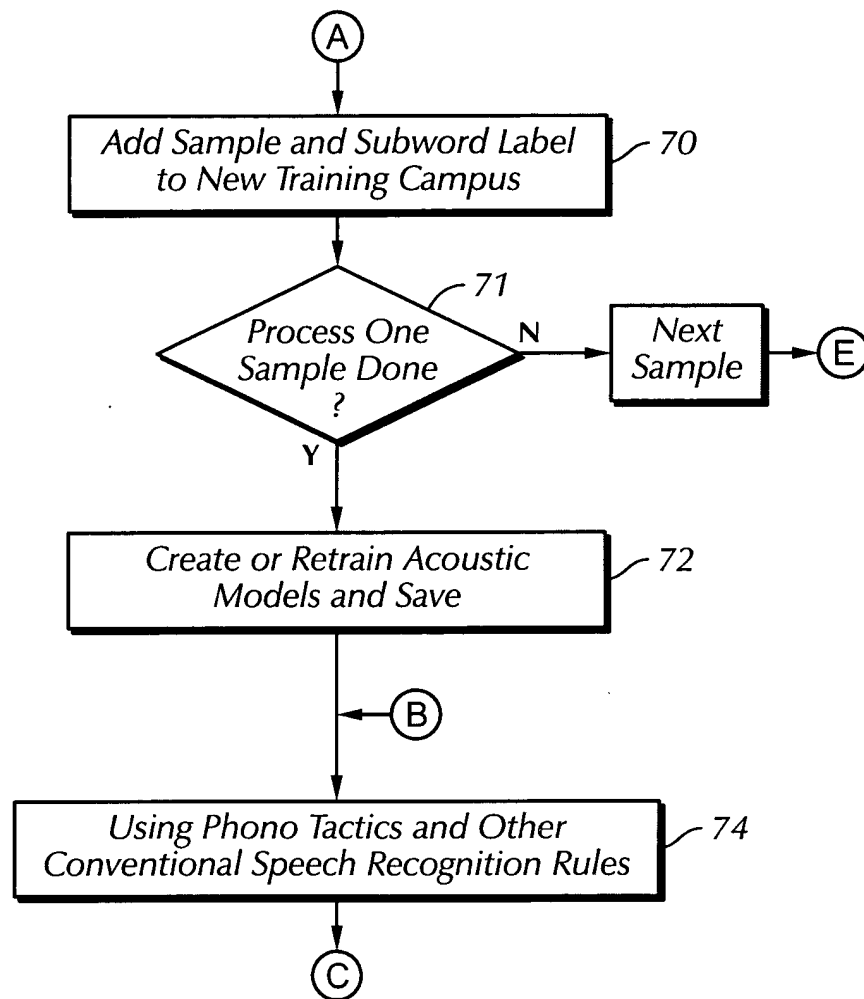 A
Add Sample and Subword Label
to New Training Campus
70
71
Process One
Sample Done
?
N
Next
Sample
E
Y
Create or Retrain Acoustic
Models and Save
72
B
Using Phono Tactics and Other
Conventional Speech Recognition Rules
74
C